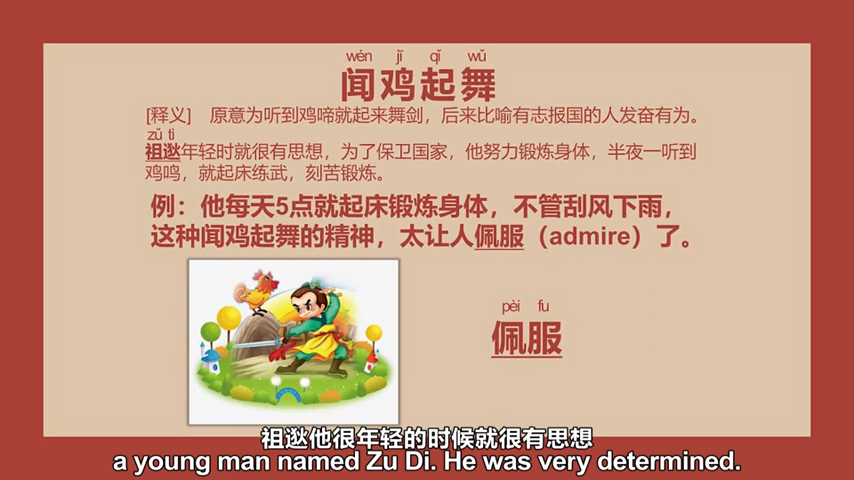 wén jī qǐ wǔ
闻鸡起舞
[释义] 原意为听到鸡啼就起来舞剑，后来比喻有志报国的人发奋有为。
zǔ tì
祖逖年轻时就很有思想，为了保卫国家，他努力锻炼身体，半夜一听到
鸡鸣，就起床练武，刻苦锻炼。
例：他每天5点就起床锻炼身体，不管刮风下雨，
这种闻鸡起舞的精神，太让人佩服（admire）了。
pèi fu
佩服
祖逖他很年轻的时候就很有思想
a young man named Zu Di. He was very determined.